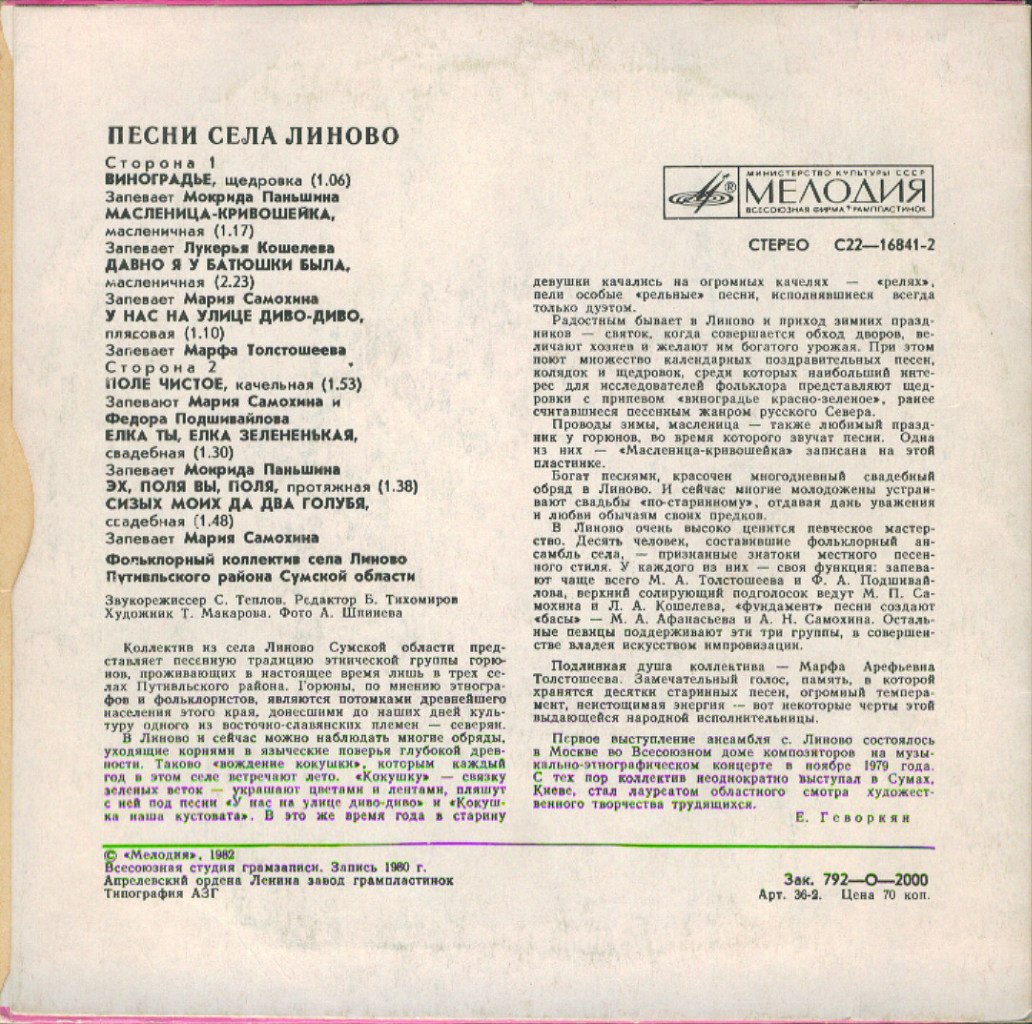 ПЕСНИ СЕЛА ЛИНОВО
Сторона 1
ВИНОГРАДЬЕ, щедровка (1.06)
Запевает Мокрида Паньшина
МАСЛЕНИЦА-КРИВОШЕЙКА,
масленичная (1.17)
Запевает Лукерья Кошелева
ДАВНО Я У БАТЮШКИ БЫЛА,
масленичная (2.23)
Запевает Мария Самохина
У НАС НА УЛИЦЕ ДИВО-ДИВО,
плясовая (1.10)
Запевает Марфа Толстошеева
Сторона 2
ПОЛЕ ЧИСТОЕ, качельная (1.53)
Запевают Мария Самохина и
Федора Подшивайлова
ЕЛКА ТЫ, ЕЛКА ЗЕЛЕНЕНЬКАЯ,
свадебная (1.30)
Запевает Мокрида Паньшина
ЭХ, ПОЛЯ ВЫ, ПОЛЯ, протяжная (1.38)
СИЗЫХ МОИХ ДА ДВА ГОЛУБЯ,
свадебная (1.48)
Запевает Мария Самохина
Фольклорный коллектив села Линово
Путивльского района Сумской области
Звукорежиссер С. Теплов. Редактор Б. Тихомиров
Художник Т. Макарова. Фото А. Шпинева
Коллектив из села Линово Сумской области пред-
ставляет песенную традицию этнической группы горю-
нов, проживающих в настоящее время лишь в трех се-
лах Путивльского района. Горюны, по мнению этногра-
фов и фольклористов, являются потомками древнейшего
населения этого края, донесшими до наших дней куль-
туру одного из восточно-славянских племен — северян.
В Линово и сейчас можно наблюдать многие обряды,
уходящие корнями в языческие поверья глубокой древ-
ности. Таково «вождение кокушки», которым каждый
год в этом селе встречают лето. «Кокушку» — связку
зеленых веток — украшают цветами и лентами, пляшут
с ней под песни «У нас на улице диво-диво» и «Кокуш-
ка наша кустовата». В это же время года в старину
МИНИСТЕРСТВО КУЛЬТУРЫ СССР
® МЕЛОДИЯ
ВСЕСОЮЗНАЯ ФИРМА ГРАМПЛАСТИНОК
СТЕРЕО С22—16841-2
девушки качались на огромных качелях — «релях»,
пели особые «рельные» песни, исполнявшиеся всегда
только дуэтом.
Радостным бывает в Линово и приход зимних празд-
ников — святок, когда совершается обход дворов, ве-
личают хозяев и желают им богатого урожая. При этом
поют множество календарных поздравительных песен,
колядок и щедровок, среди которых наибольший инте-
рес для исследователей фольклора представляют щед-
ровки с припевом «виноградье красно-зеленое», ранее
считавшиеся песенным жанром русского Севера.
Проводы зимы, масленица — также любимый празд-
ник у горюнов, во время которого звучат песни. Одна
из них — «Масленица-кривошейка» записана на этой
пластинке.
Богат песнями, красочен многодневный свадебный
обряд в Линово. И сейчас многие молодожены устраи-
вают свадьбы «по-старинному», отдавая дань уважения
и любви обычаям своих предков.
В Линово очень высоко ценится певческое мастер-
ство. Десять человек, составившие фольклорный ан-
самбль села, — признанные знатоки местного песен-
ного стиля. У каждого из них — своя функция: запева-
ют чаще всего М. А. Толстошеева и Ф. А. Подшивай-
лова, верхний солирующий подголосок ведут М. П. Са-
мохина и Л. А. Кошелева, «фундамент» песни создают
«басы» — М. А. Афанасьева и А. Н. Самохина. Осталь-
ные певицы поддерживают эти три группы, в совершен-
стве владея искусством импровизации.
Подлинная душа коллектива — Марфа Арефьевна
Толстошеева. Замечательный голос, память, в которой
хранятся десятки старинных песен, огромный темпера-
мент, неистощимая энергия — вот некоторые черты этой
выдающейся народной исполнительницы.
Первое выступление ансамбля с. Линово состоялось
в Москве во Всесоюзном доме композиторов на музы-
кально-этнографическом концерте в ноябре 1979 года.
С тех пор коллектив неоднократно выступал в Сумах,
Киеве, стал лауреатом областного смотра художест-
венного творчества трудящихся.
Е. Геворкян
© «Мелодия», 1982
Всесоюзная студия грамзаписи. Запись 1980 г.
Апрелевский ордена Ленина завод грампластинок
Типография АЗГ
Зак. 792—О—2000
Арт. 36-2. Цена 70 коп.